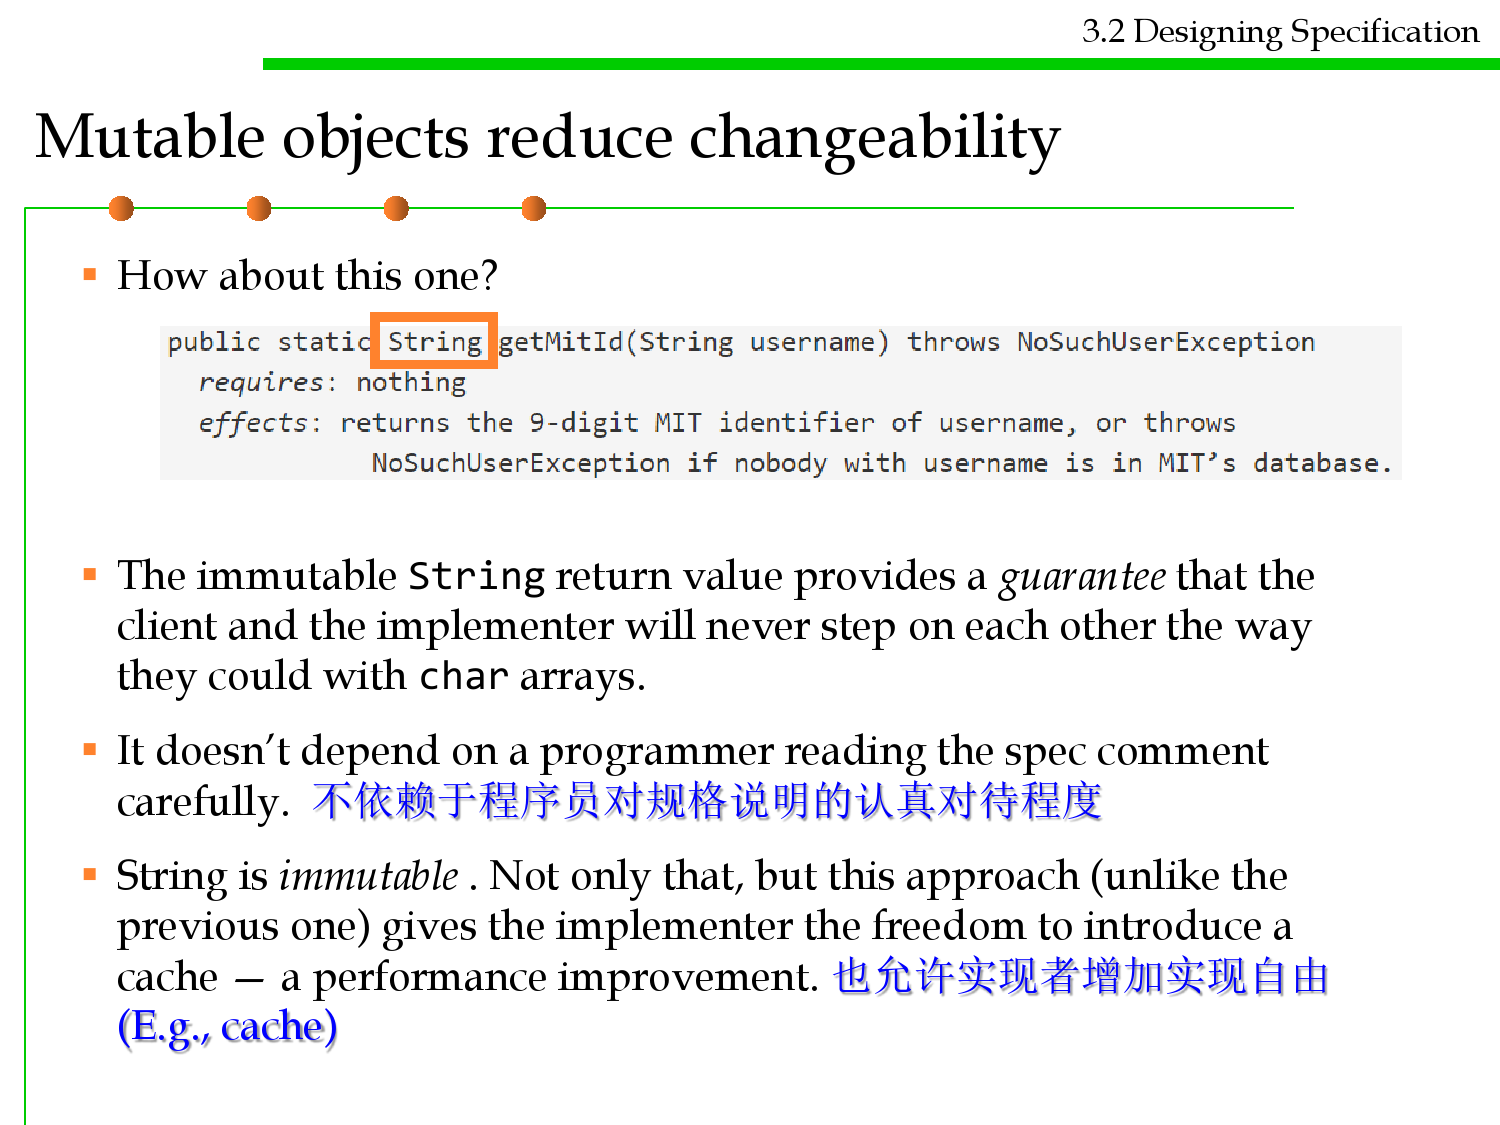 3.2 Designing Specification
Mutable objects reduce changeability
▪ How about this one?
public static String getMitId(String username) throws NoSuchUserException
requires: nothing
effects: returns the 9-digit MIT identifier of username, or throws
NoSuchUserException if nobody with username is in MIT’s database.
▪ The immutable String return value provides a guarantee that the
client and the implementer will never step on each other the way
they could with char arrays.
▪ It doesn’t depend on a programmer reading the spec comment
carefully. 不依赖于程序员对规格说明的认真对待程度
▪ String is immutable . Not only that, but this approach (unlike the
previous one) gives the implementer the freedom to introduce a
cache — a performance improvement. 也允许实现者增加实现自由
(E.g., cache)